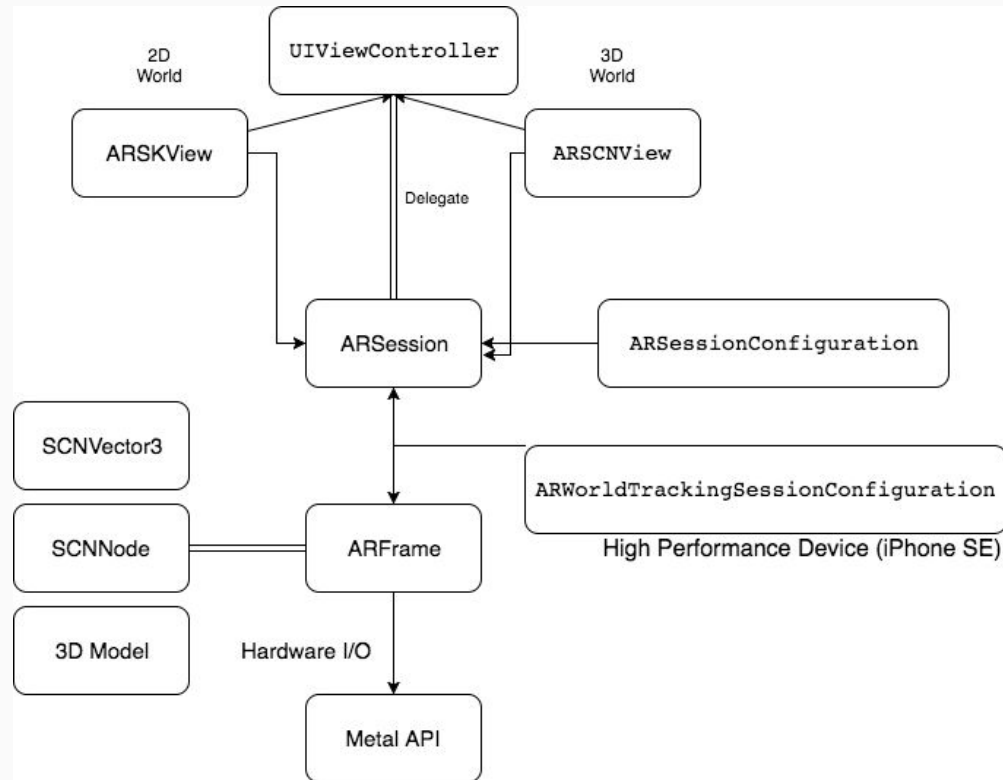 UIViewController
2D
World
3D
World
ARSKView
ARSCNView
Delegate
ARSession
ARSessionConfiguration
SCNVector3
ARWorldTrackingSessionConfiguration
SCNNode
ARFrame
High Performance Device (iPhone SE)
3D Model
Hardware I/O
Metal API